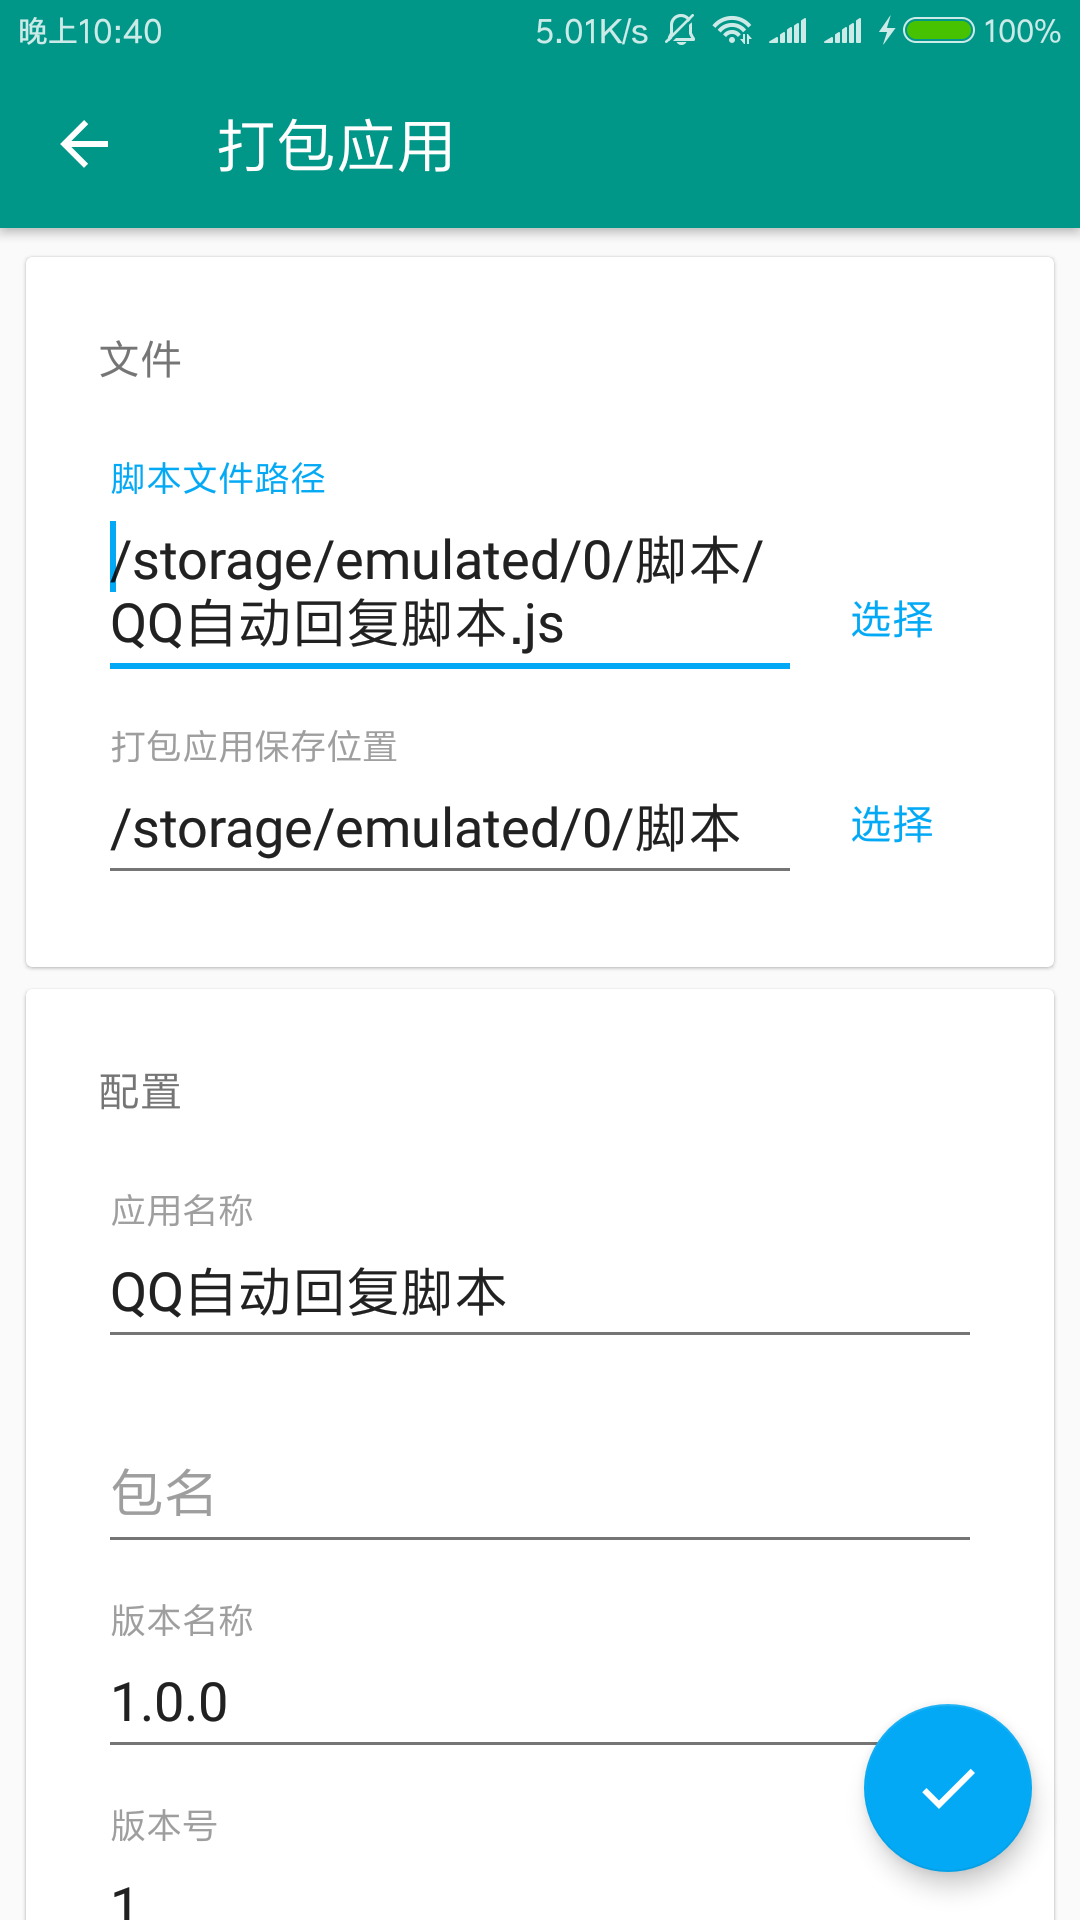 晚上10:40 5.01K/s 100%
打包应用
文件
脚本文件路径
/storage/emulated/0/脚本/
QQ自动回复脚本.js
选择
打包应用保存位置
/storage/emulated/0/脚本
选择
配置
应用名称
QQ自动回复脚本
包名
版本名称
1.0.0
版本号
1